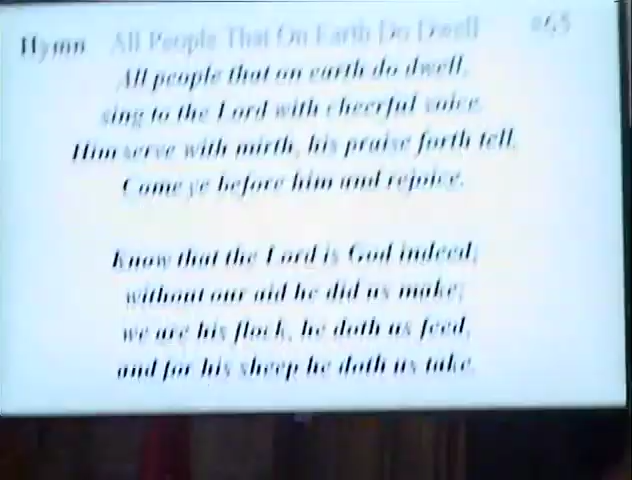 Hymn All People That On Earth Do Dwell #65
All people that on earth do dwell,
sing to the Lord with cheerful voice.
Him serve with mirth, his praise forth tell.
Come ye before him and rejoice.
Know that the Lord is God indeed;
without our aid he did us make;
we are his flock, he doth us feed,
and for his sheep he doth us take.